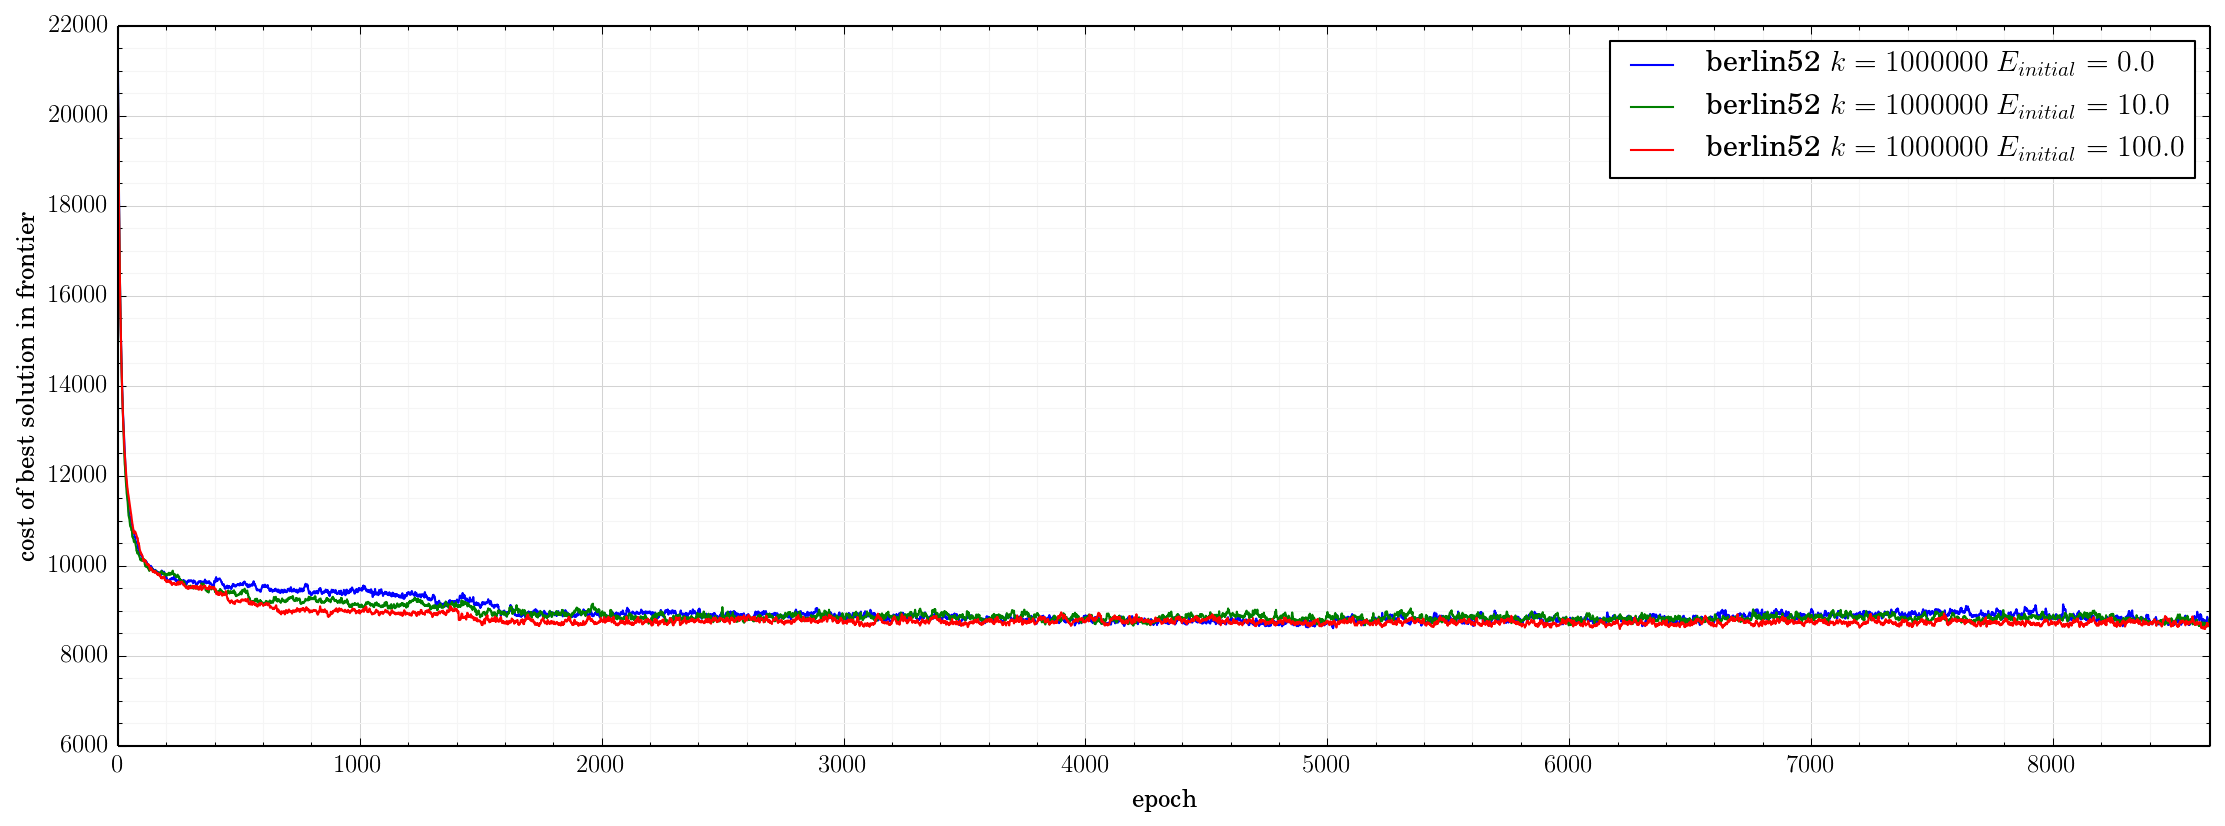 22000
20000
18000
16000
14000
12000
10000
8000
6000
cost of best solution in frontier
berlin52 k = 1000000 E_initial = 0.0
berlin52 k = 1000000 E_initial = 10.0
berlin52 k = 1000000 E_initial = 100.0
0 1000 2000 3000 4000 5000 6000 7000 8000
epoch